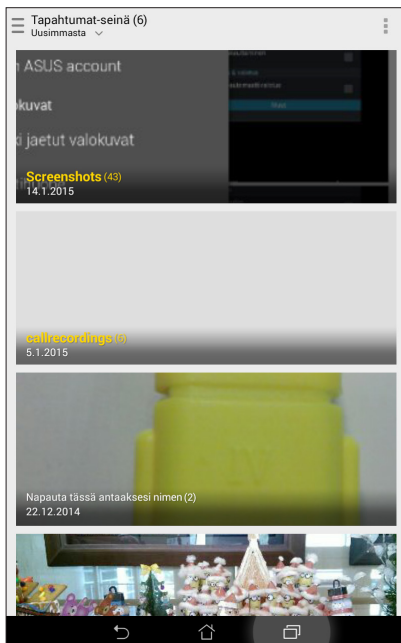 Tapahtumat-seinä (6)
Uusimmasta
ASUS account
okuvat
jaetut valokuvat
Screenshots (43)
14.1.2015
callrecordings (5)
5.1.2015
Napauta tässä antaaksesi nimen (2)
22.12.2014